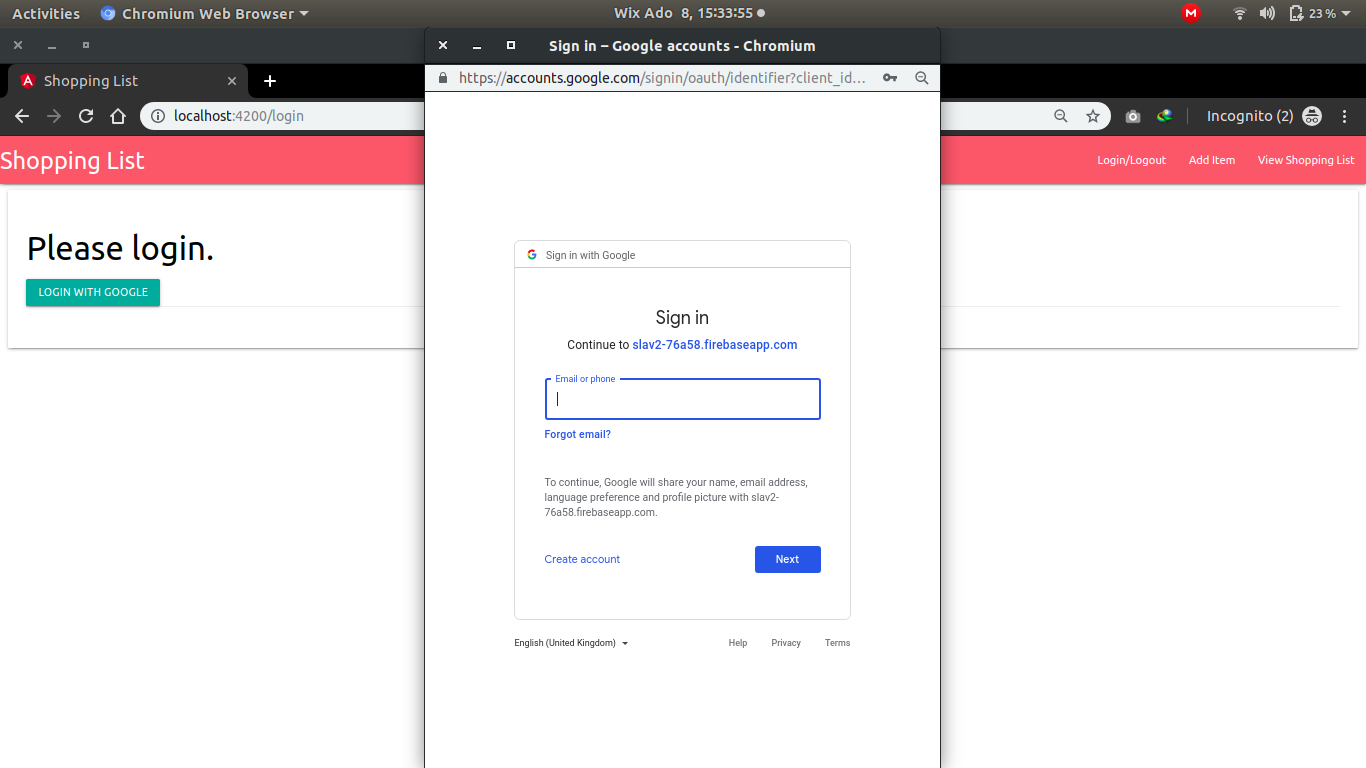 Activities
Chromium Web Browser
Wix Ado 8, 15:33:55
23 %
Sign in – Google accounts - Chromium
Shopping List
https://accounts.google.com/signin/oauth/identifier?client_id...
localhost:4200/login
Incognito (2)
Shopping List
Login/Logout
Add Item
View Shopping List
Please login.
LOGIN WITH GOOGLE
Sign in with Google
Sign in
Continue to slav2-76a58.firebaseapp.com
Email or phone
Forgot email?
To continue, Google will share your name, email address,
language preference and profile picture with slav2-
76a58.firebaseapp.com.
Create account
Next
English (United Kingdom)
Help
Privacy
Terms